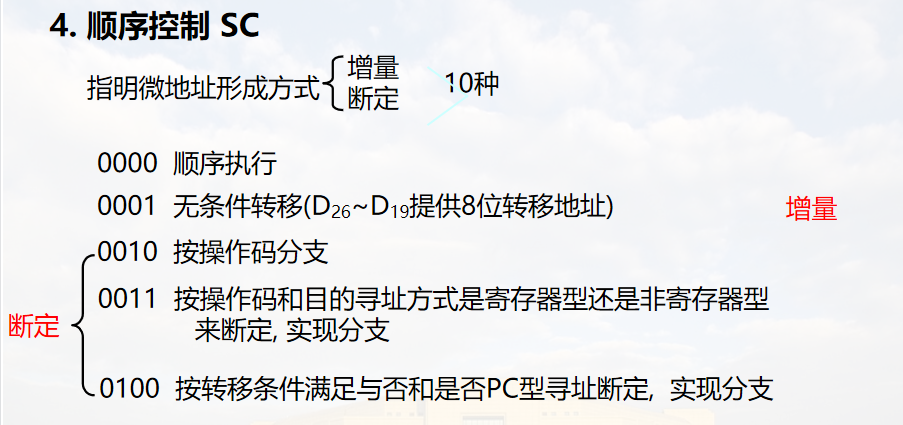 4. 顺序控制 SC
指明微地址形成方式
增量
断定
10种
0000 顺序执行
0001 无条件转移(D26~D19提供8位转移地址)
增量
0010 按操作码分支
0011 按操作码和目的寻址方式是寄存器型还是非寄存器型
来断定, 实现分支
断定
0100 按转移条件满足与否和是否PC型寻址断定, 实现分支